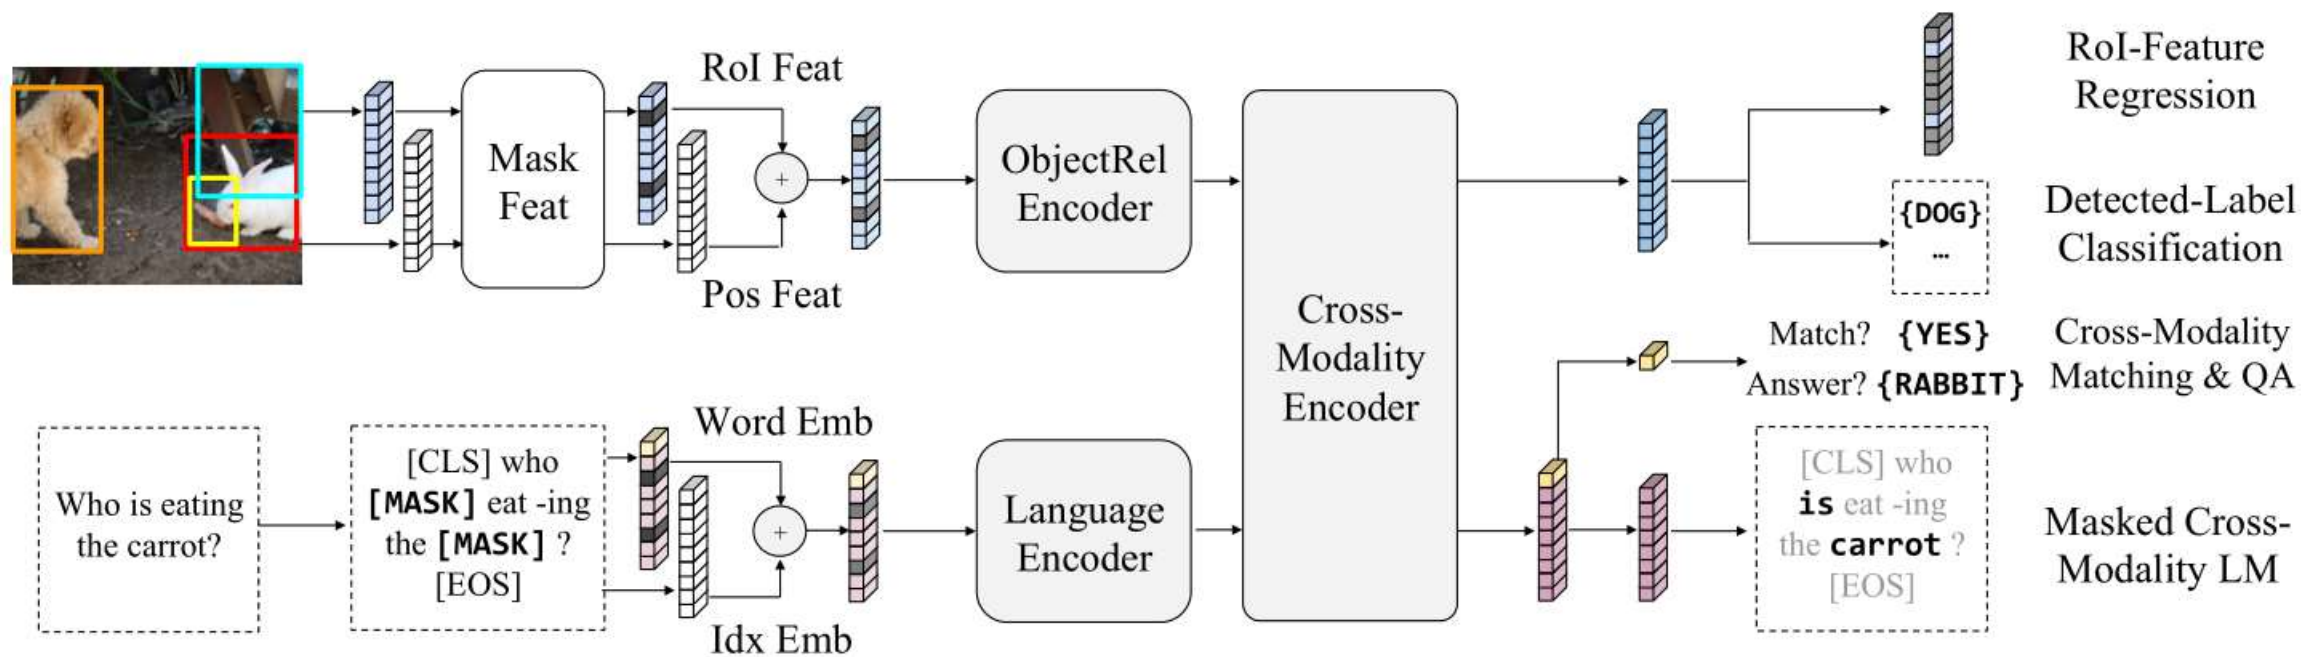 RoI Feat
Mask
Feat
Pos Feat
+
ObjectRel
Encoder
Cross-
Modality
Encoder
RoI-Feature
Regression
{DOG}
...
Detected-Label
Classification
Match? {YES}
Answer? {RABBIT}
Cross-Modality
Matching & QA
Who is eating
the carrot?
[CLS] who
[MASK] eat -ing
the [MASK] ?
[EOS]
Word Emb
+
Idx Emb
Language
Encoder
[CLS] who
is eat -ing
the carrot ?
[EOS]
Masked Cross-
Modality LM